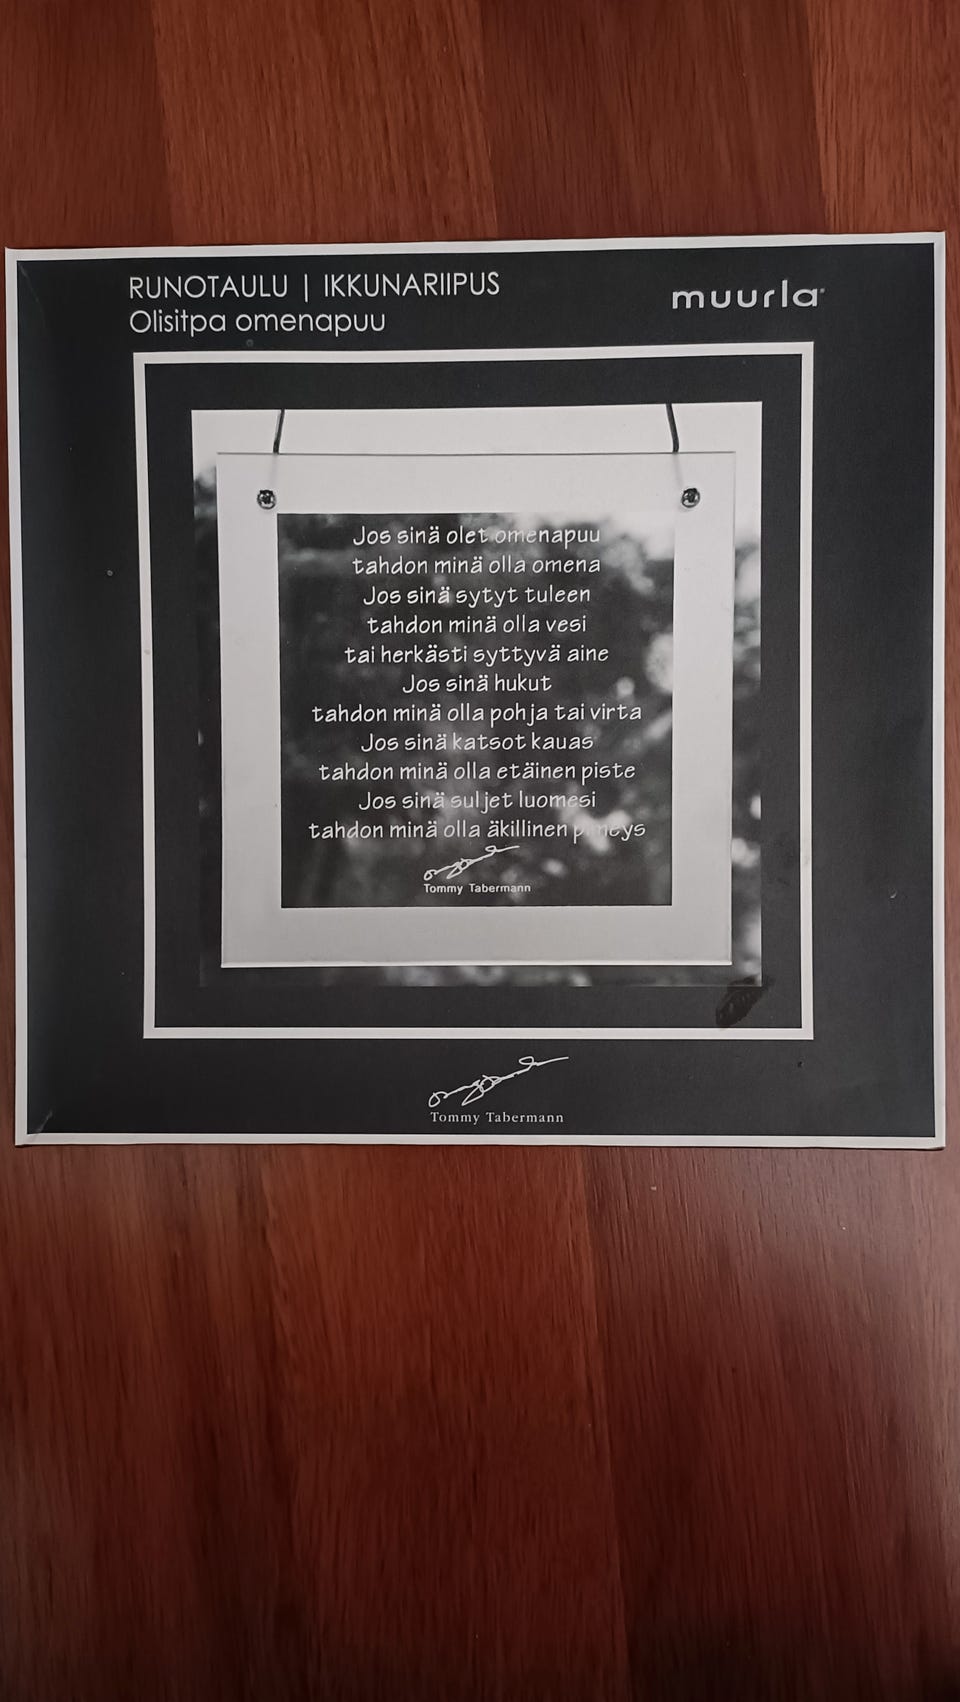 RUNOTAULU | IKKUNARIIPUS
Olisitpa omenapuu
muurla
Jos sinä olet omenapuu
tahdon minä olla omena
Jos sinä sytyt tuleen
tahdon minä olla vesi
tai herkästi syttyvä aine
Jos sinä hukut
tahdon minä olla pohja tai virta
Jos sinä katsot kauas
tahdon minä olla etäinen piste
Jos sinä suljet luomesi
tahdon minä olla äkillinen
Tommy Tabermann
Tommy Tabermann